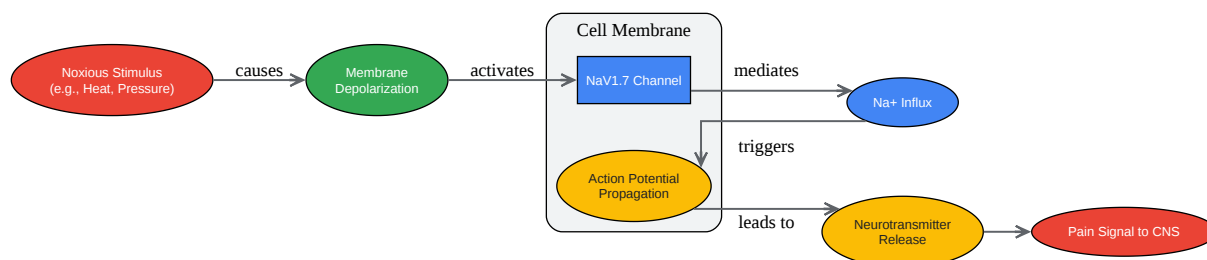 Cell Membrane
Noxious Stimulus
(e.g., Heat, Pressure)
causes
Membrane
Depolarization
activates
NaV1.7 Channel
mediates
Na+ Influx
triggers
Action Potential
Propagation
leads to
Neurotransmitter
Release
Pain Signal to CNS